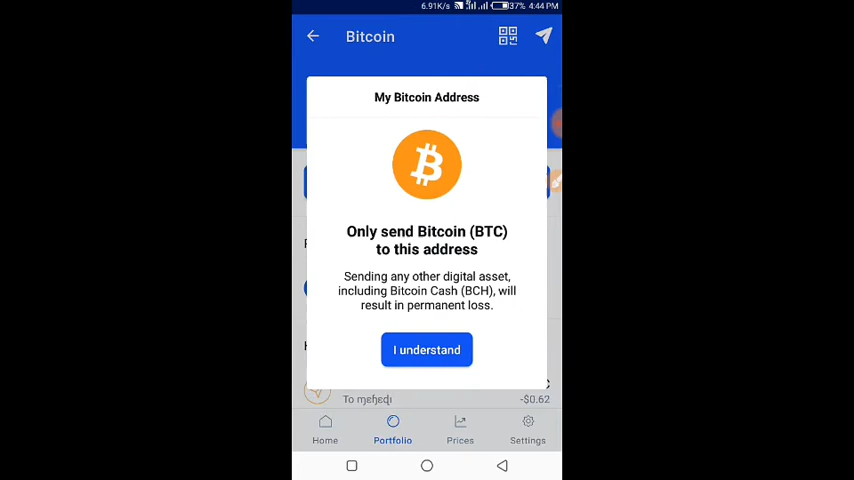 6.91K/s 37% 4:44 PM
Bitcoin
My Bitcoin Address
Only send Bitcoin (BTC)
to this address
Sending any other digital asset,
including Bitcoin Cash (BCH), will
result in permanent loss.
I understand
To -$0.62
Home Portfolio Prices Settings